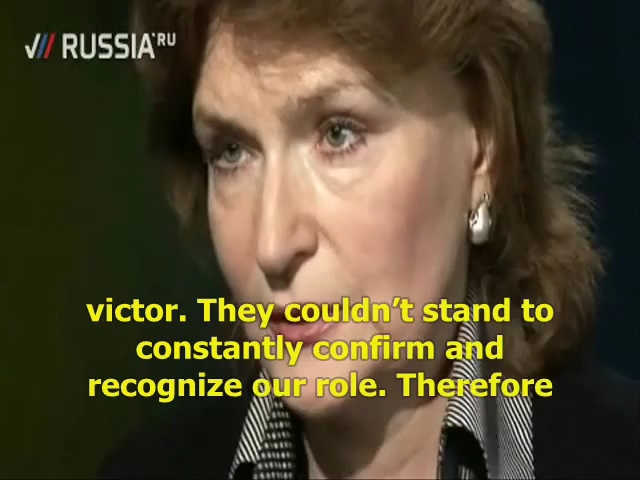 RUSSIA.RU
victor. They couldn't stand to
constantly confirm and
recognize our role. Therefore